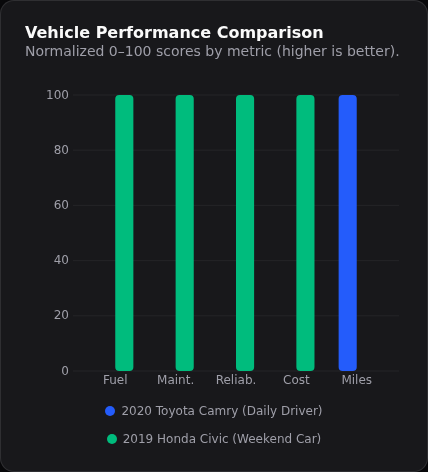 Vehicle Performance Comparison
Normalized 0–100 scores by metric (higher is better).
100
80
60
40
20
0
Fuel Maint. Reliab. Cost Miles
2020 Toyota Camry (Daily Driver)
2019 Honda Civic (Weekend Car)